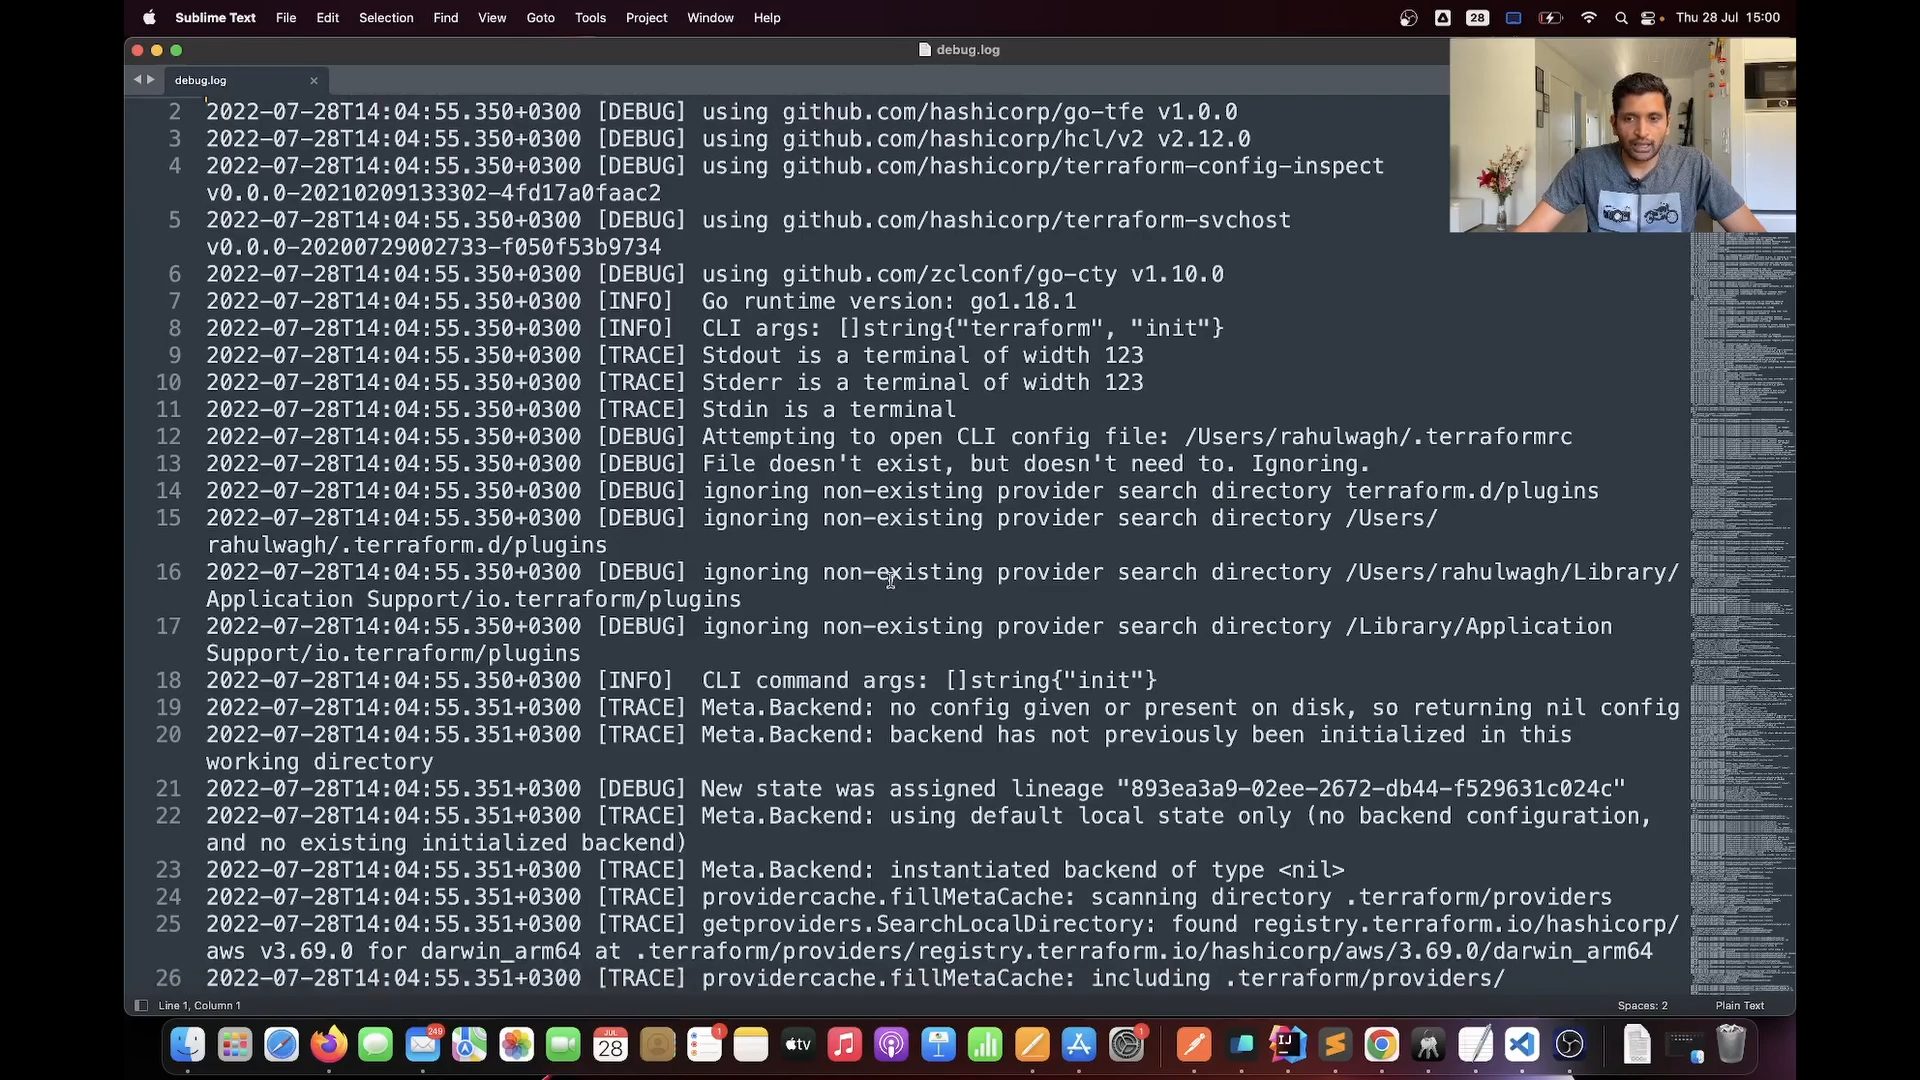 Sublime Text File Edit Selection Find View Goto Tools Project Window Help 28 Thu 28 Jul 15:00
debug.log
debug.log
2 2022-07-28T14:04:55.350+0300 [DEBUG] using github.com/hashicorp/go-tfe v1.0.0
3 2022-07-28T14:04:55.350+0300 [DEBUG] using github.com/hashicorp/hcl/v2 v2.12.0
4 2022-07-28T14:04:55.350+0300 [DEBUG] using github.com/hashicorp/terraform-config-inspect
v0.0.0-20210209133302-4fd17a0faac2
5 2022-07-28T14:04:55.350+0300 [DEBUG] using github.com/hashicorp/terraform-svchost
v0.0.0-20200729002733-f050f53b9734
6 2022-07-28T14:04:55.350+0300 [DEBUG] using github.com/zclconf/go-cty v1.10.0
7 2022-07-28T14:04:55.350+0300 [INFO]  Go runtime version: go1.18.1
8 2022-07-28T14:04:55.350+0300 [INFO]  CLI args: []string{"terraform", "init"}
9 2022-07-28T14:04:55.350+0300 [TRACE] Stdout is a terminal of width 123
10 2022-07-28T14:04:55.350+0300 [TRACE] Stderr is a terminal of width 123
11 2022-07-28T14:04:55.350+0300 [TRACE] Stdin is a terminal
12 2022-07-28T14:04:55.350+0300 [DEBUG] Attempting to open CLI config file: /Users/rahulwagh/.terraformrc
13 2022-07-28T14:04:55.350+0300 [DEBUG] File doesn't exist, but doesn't need to. Ignoring.
14 2022-07-28T14:04:55.350+0300 [DEBUG] ignoring non-existing provider search directory terraform.d/plugins
15 2022-07-28T14:04:55.350+0300 [DEBUG] ignoring non-existing provider search directory /Users/
rahulwagh/.terraform.d/plugins
16 2022-07-28T14:04:55.350+0300 [DEBUG] ignoring non-existing provider search directory /Users/rahulwagh/Library/
Application Support/io.terraform/plugins
17 2022-07-28T14:04:55.350+0300 [DEBUG] ignoring non-existing provider search directory /Library/Application
Support/io.terraform/plugins
18 2022-07-28T14:04:55.350+0300 [INFO]  CLI command args: []string{"init"}
19 2022-07-28T14:04:55.351+0300 [TRACE] Meta.Backend: no config given or present on disk, so returning nil config
20 2022-07-28T14:04:55.351+0300 [TRACE] Meta.Backend: backend has not previously been initialized in this
working directory
21 2022-07-28T14:04:55.351+0300 [DEBUG] New state was assigned lineage "893ea3a9-02ee-2672-db44-f529631c024c"
22 2022-07-28T14:04:55.351+0300 [TRACE] Meta.Backend: using default local state only (no backend configuration,
and no existing initialized backend)
23 2022-07-28T14:04:55.351+0300 [TRACE] Meta.Backend: instantiated backend of type <nil>
24 2022-07-28T14:04:55.351+0300 [TRACE] providercache.fillMetaCache: scanning directory .terraform/providers
25 2022-07-28T14:04:55.351+0300 [TRACE] getproviders.SearchLocalDirectory: found registry.terraform.io/hashicorp/
aws v3.69.0 for darwin_arm64 at .terraform/providers/registry.terraform.io/hashicorp/aws/3.69.0/darwin_arm64
26 2022-07-28T14:04:55.351+0300 [TRACE] providercache.fillMetaCache: including .terraform/providers/
Line 1, Column 1 Spaces: 2 Plain Text
249 JUL 28 1 tv 1 IJ